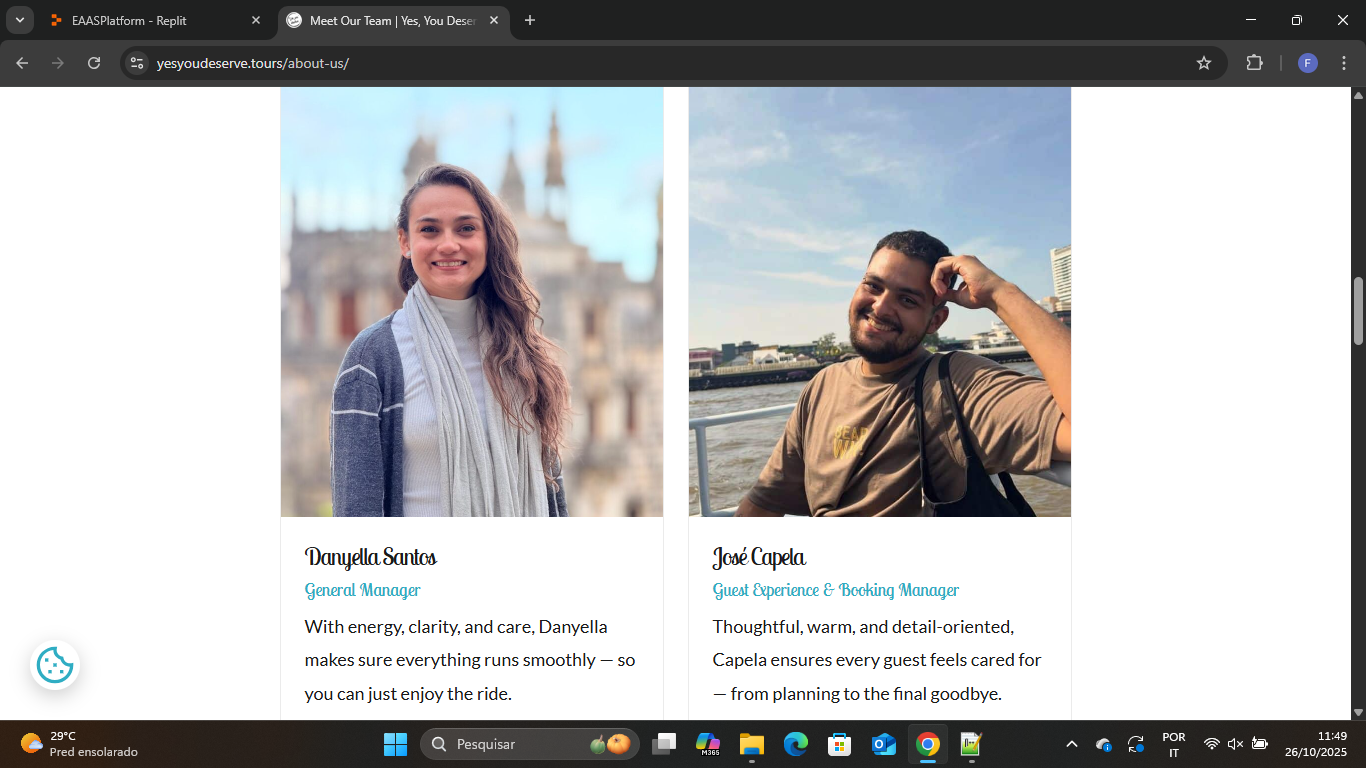 EAASPlatform - Replit
Meet Our Team | Yes, You Deser
yesyoudeserve.tours/about-us/
F
Danyella Santos
General Manager
With energy, clarity, and care, Danyella
makes sure everything runs smoothly — so
you can just enjoy the ride.
José Capela
Guest Experience & Booking Manager
Thoughtful, warm, and detail-oriented,
Capela ensures every guest feels cared for
— from planning to the final goodbye.
29°C
Pred ensolarado
Pesquisar
M365
POR
IT
11:49
26/10/2025